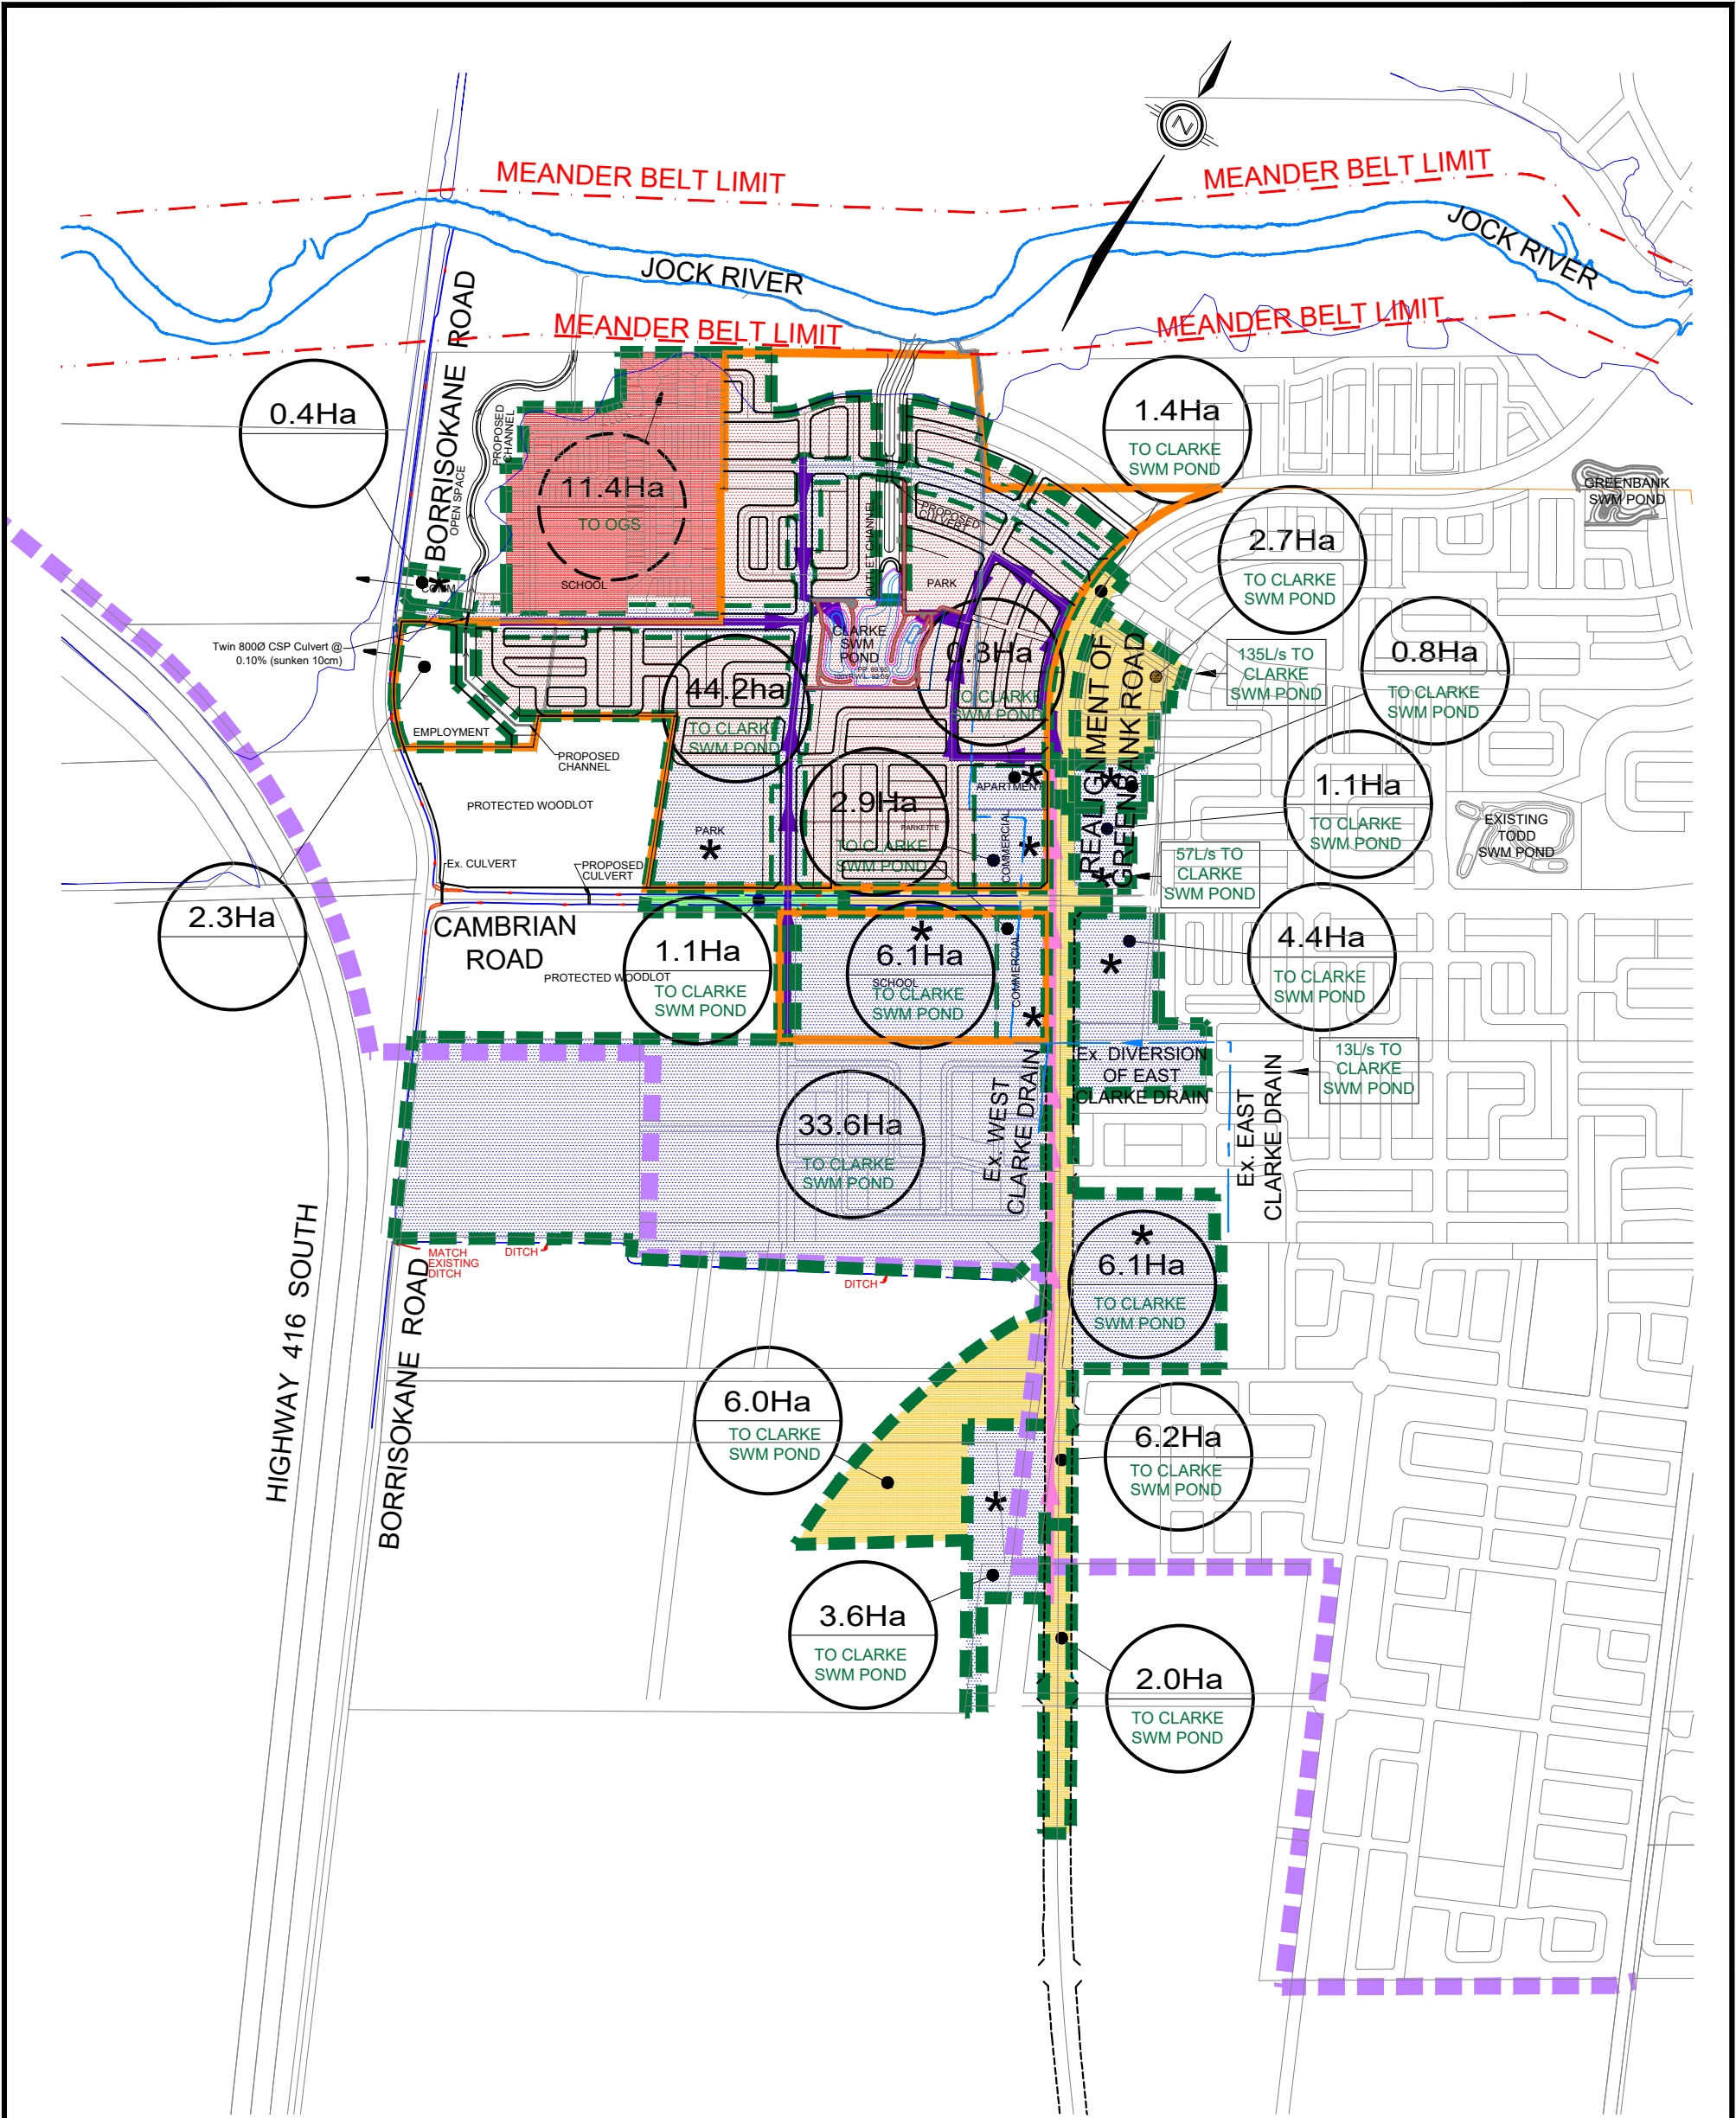 MEANDER BELT LIMIT
MEANDER BELT LIMIT
JOCK RIVER
JOCK RIVER
MEANDER BELT LIMIT
MEANDER BELT LIMIT
BORRISOKANE ROAD
OPEN SPACE
PROPOSED
CHANNEL
0.4Ha
11.4Ha
TO OGS
SCHOOL
1.4Ha
TO CLARKE
SWM POND
GREENBANK
SWM POND
2.7Ha
TO CLARKE
SWM POND
PROPOSED
CULVERT
PARK
Twin 800Ø CSP Culvert @
0.10% (sunken 10cm)
CLARKE
SWM
POND
0.8Ha
TO CLARKE
SWM POND
REALIGNMENT OF
GREENBANK ROAD
135L/s TO
CLARKE
SWM POND
0.8Ha
TO CLARKE
SWM POND
44.2ha
TO CLARKE
SWM POND
EMPLOYMENT
PROPOSED
CHANNEL
PROTECTED WOODLOT
APARTMENT
1.1Ha
TO CLARKE
SWM POND
2.9Ha
PARKETTE
TO CLARKE
SWM POND
COMMERCIAL
PARK
EXISTING
TODD
SWM POND
57L/s TO
CLARKE
SWM POND
Ex. CULVERT
PROPOSED
CULVERT
2.3Ha
CAMBRIAN
ROAD
PROTECTED WOODLOT
1.1Ha
TO CLARKE
SWM POND
6.1Ha
SCHOOL
TO CLARKE
SWM POND
COMMERCIAL
4.4Ha
TO CLARKE
SWM POND
Ex. DIVERSION
OF EAST
CLARKE DRAIN
13L/s TO
CLARKE
SWM POND
Ex. WEST
CLARKE DRAIN
Ex. EAST
CLARKE DRAIN
33.6Ha
TO CLARKE
SWM POND
MATCH
EXISTING
DITCH
DITCH
DITCH
6.1Ha
TO CLARKE
SWM POND
HIGHWAY 416 SOUTH
BORRISOKANE ROAD
6.0Ha
TO CLARKE
SWM POND
6.2Ha
TO CLARKE
SWM POND
3.6Ha
TO CLARKE
SWM POND
2.0Ha
TO CLARKE
SWM POND